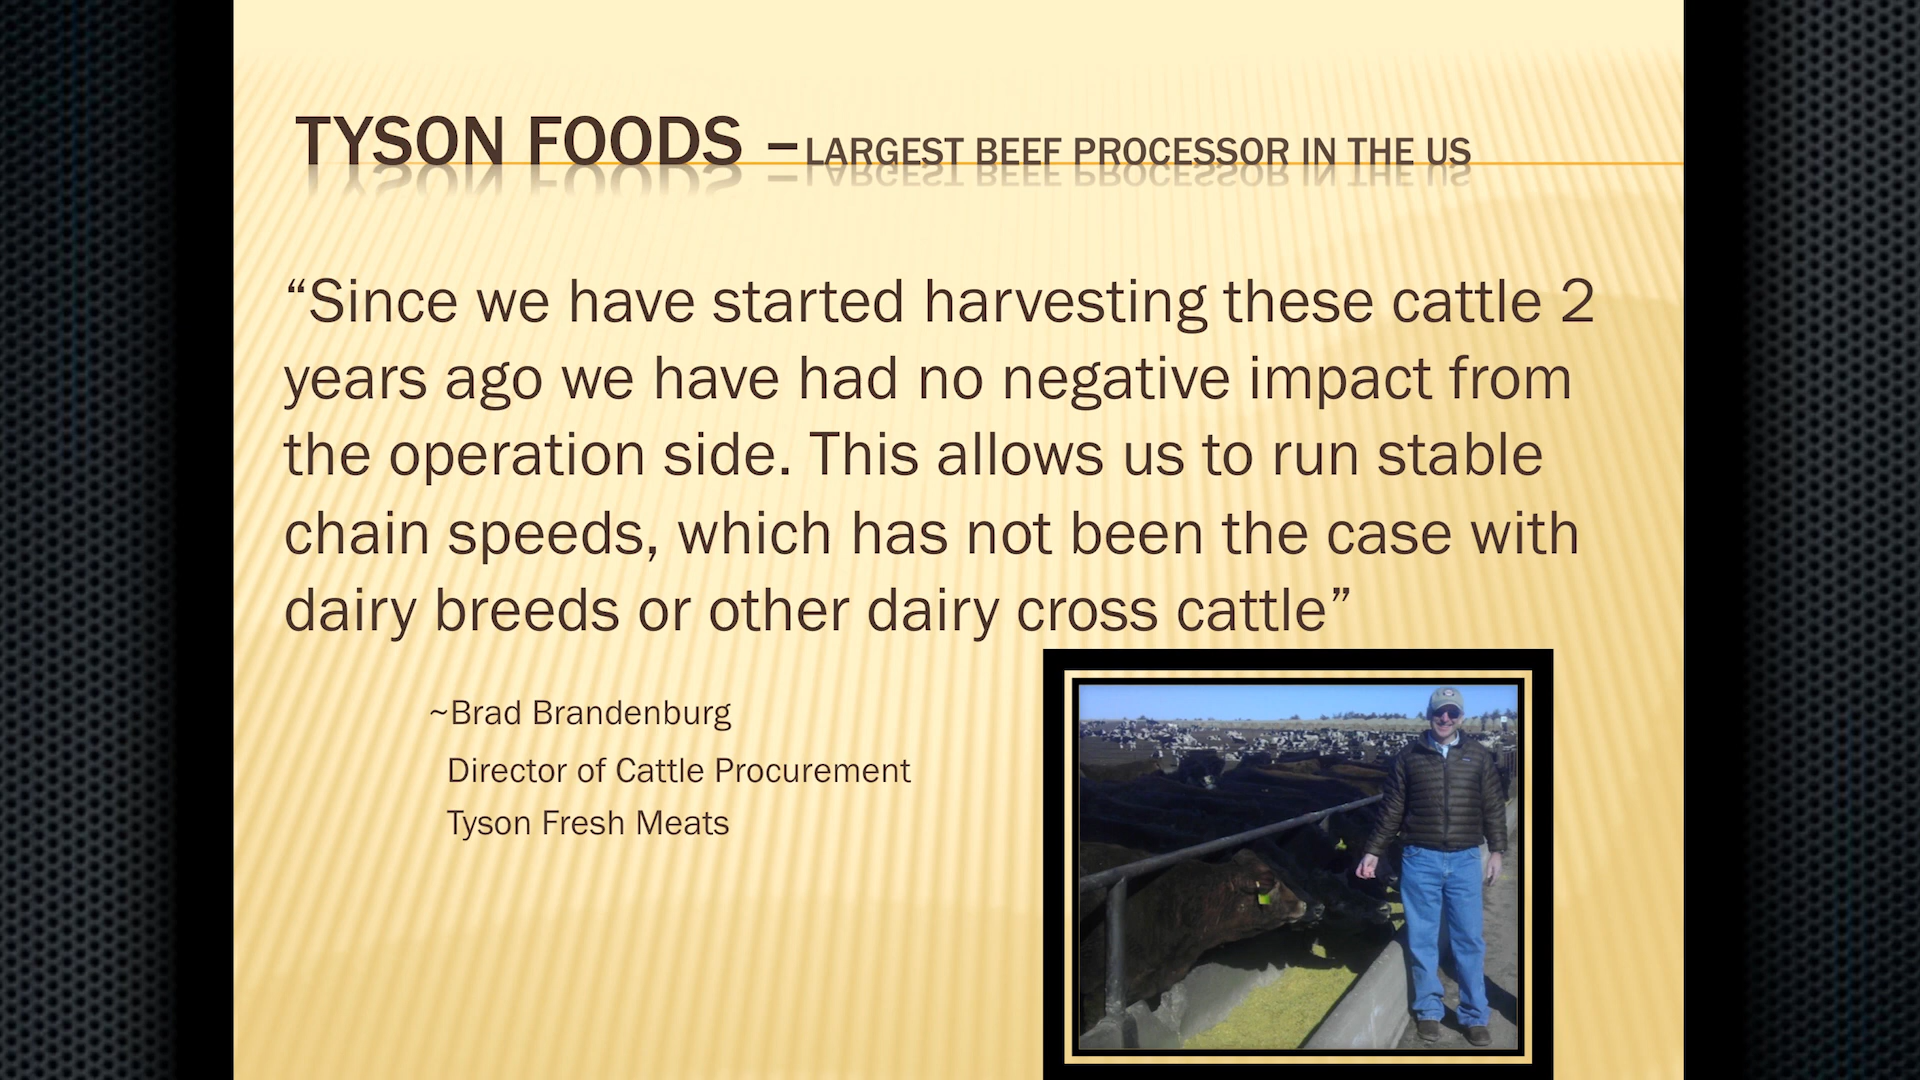 TYSON FOODS – LARGEST BEEF PROCESSOR IN THE US
“Since we have started harvesting these cattle 2
years ago we have had no negative impact from
the operation side. This allows us to run stable
chain speeds, which has not been the case with
dairy breeds or other dairy cross cattle”
~Brad Brandenburg
Director of Cattle Procurement
Tyson Fresh Meats